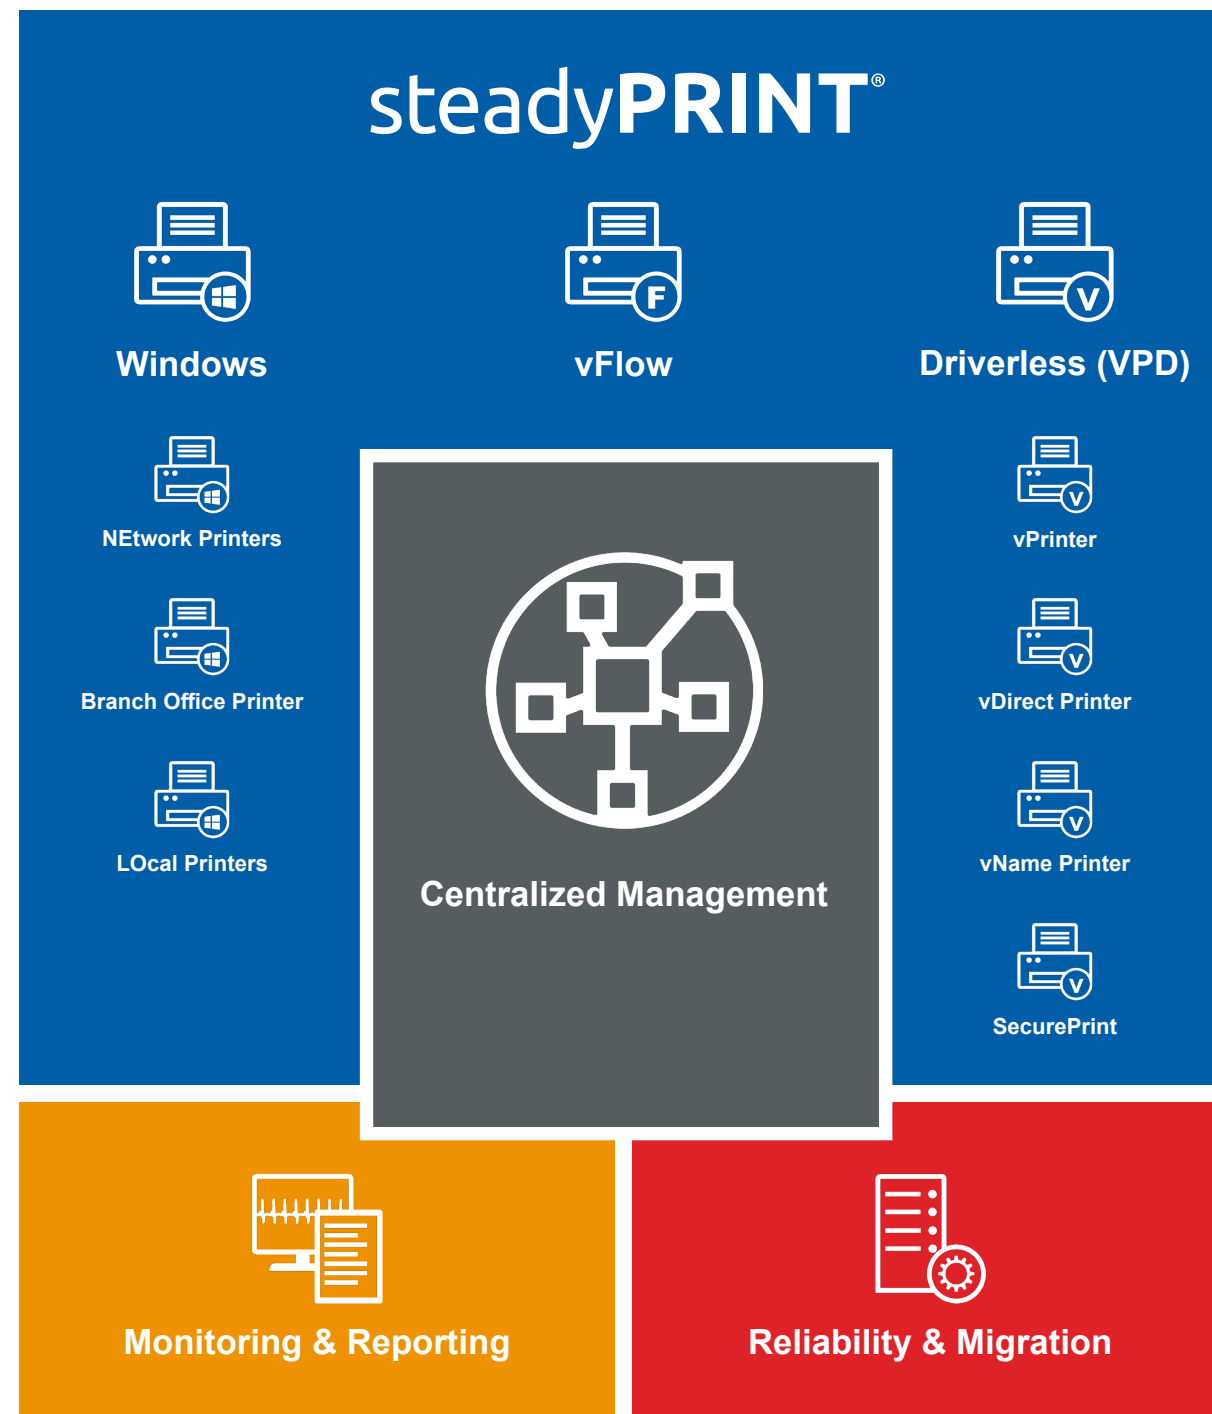 steadyPRINT®
Windows
vFlow
Driverless (VPD)
NEtwork Printers
Branch Office Printer
LOcal Printers
Centralized Management
vPrinter
vDirect Printer
vName Printer
SecurePrint
Monitoring & Reporting
Reliability & Migration